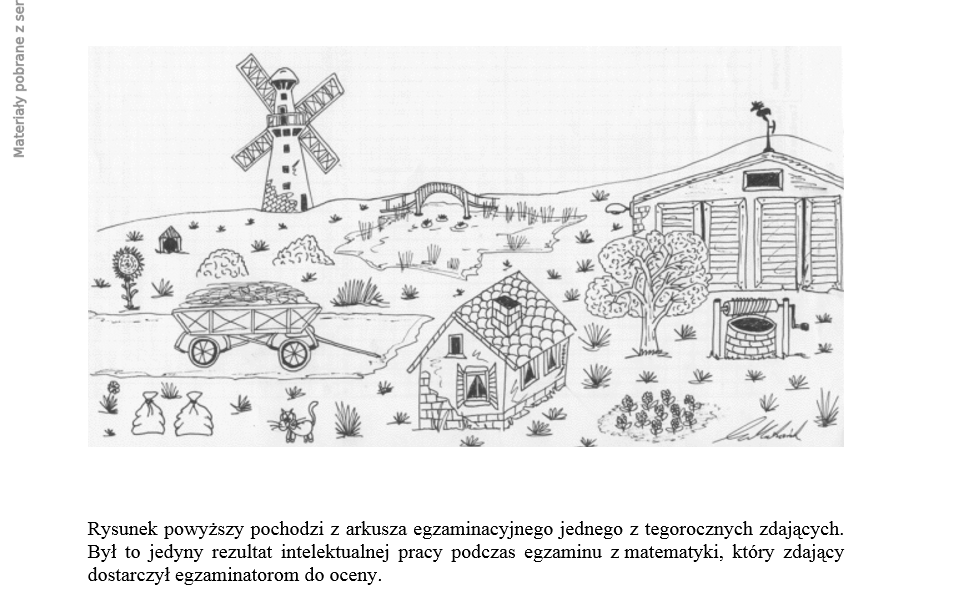 Materiały pobrane z ser
Rysunek powyższy pochodzi z arkusza egzaminacyjnego jednego z tegorocznych zdających.
Był to jedyny rezultat intelektualnej pracy podczas egzaminu z matematyki, który zdający
dostarczył egzaminatorom do oceny.